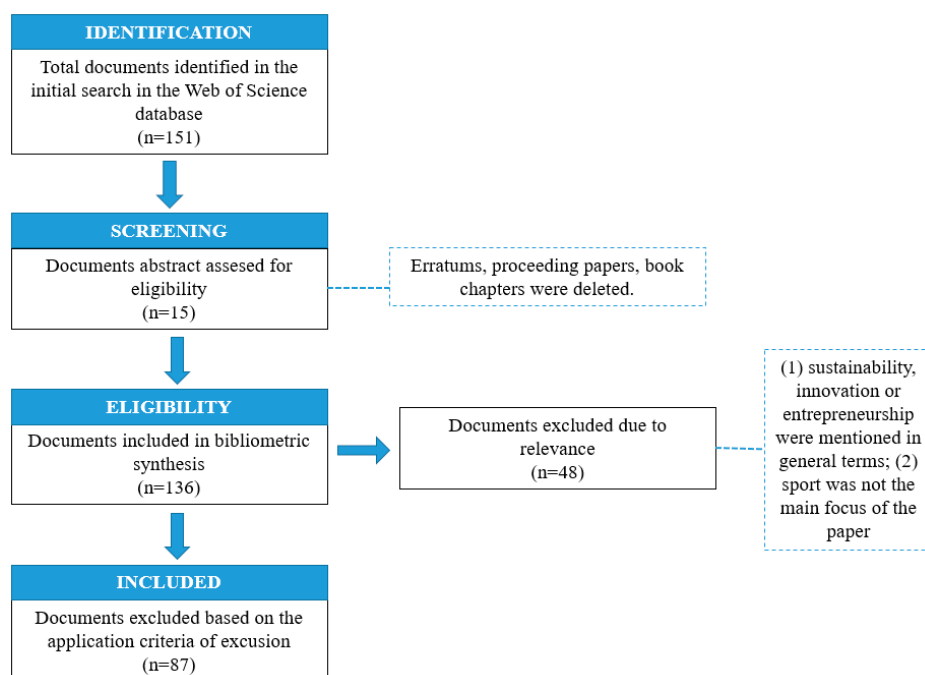 IDENTIFICATION
Total documents identified in the
initial search in the Web of Science
database
(n=151)
SCREENING
Documents abstract assesed for
eligibility
(n=15)
Erratums, proceeding papers, book
chapters were deleted.
ELIGIBILITY
Documents included in bibliometric
synthesis
(n=136)
Documents excluded due to
relevance
(n=48)
(1) sustainability,
innovation or
entrepreneurship
were mentioned in
general terms; (2)
sport was not the
main focus of the
paper
INCLUDED
Documents excluded based on the
application criteria of excusion
(n=87)